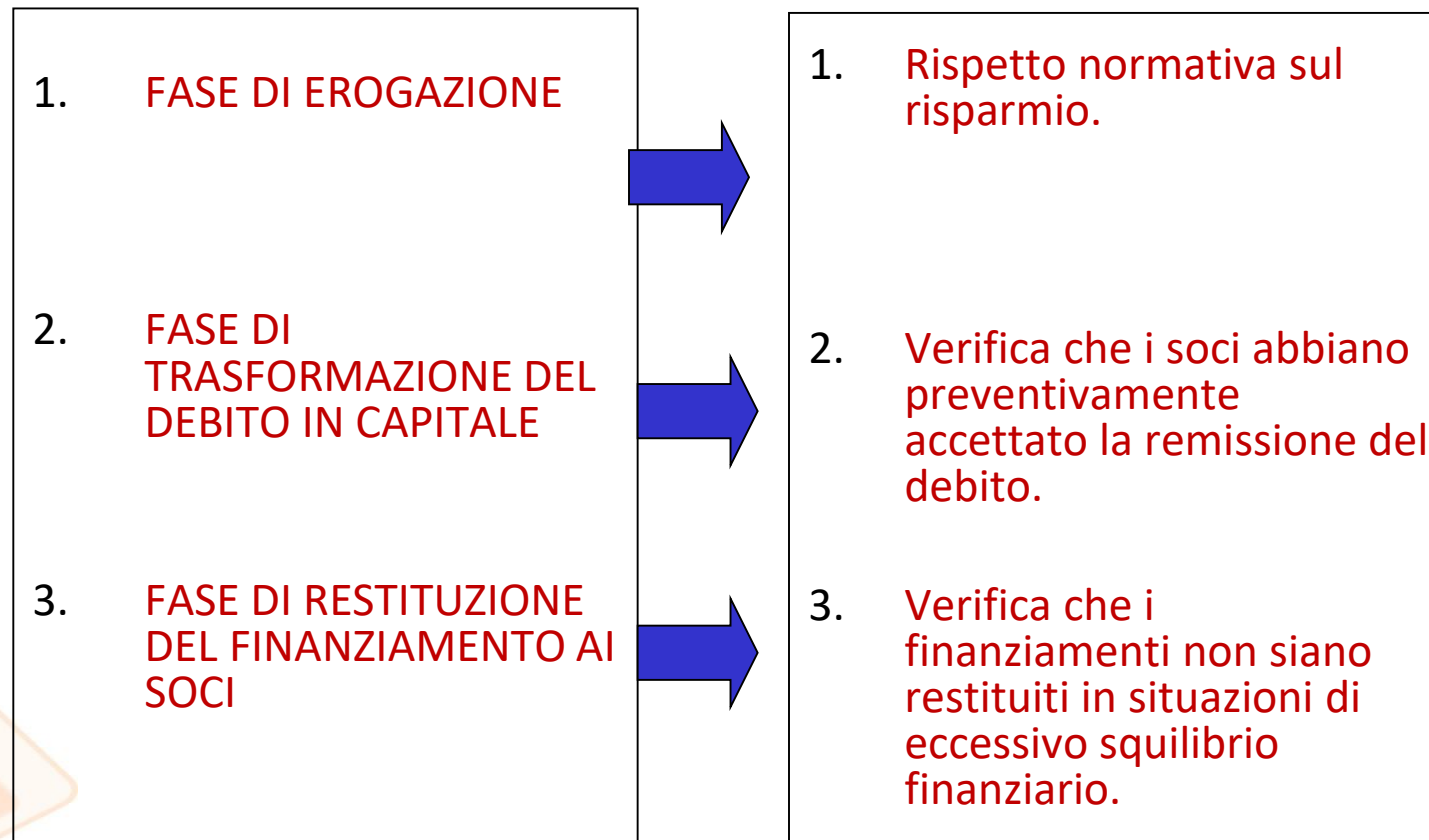 1. FASE DI EROGAZIONE
2. FASE DI
TRASFORMAZIONE DEL
DEBITO IN CAPITALE
3. FASE DI RESTITUZIONE
DEL FINANZIAMENTO AI
SOCI
1. Rispetto normativa sul
risparmio.
2. Verifica che i soci abbiano
preventivamente
accettato la remissione del
debito.
3. Verifica che i
finanziamenti non siano
restituiti in situazioni di
eccessivo squilibrio
finanziario.